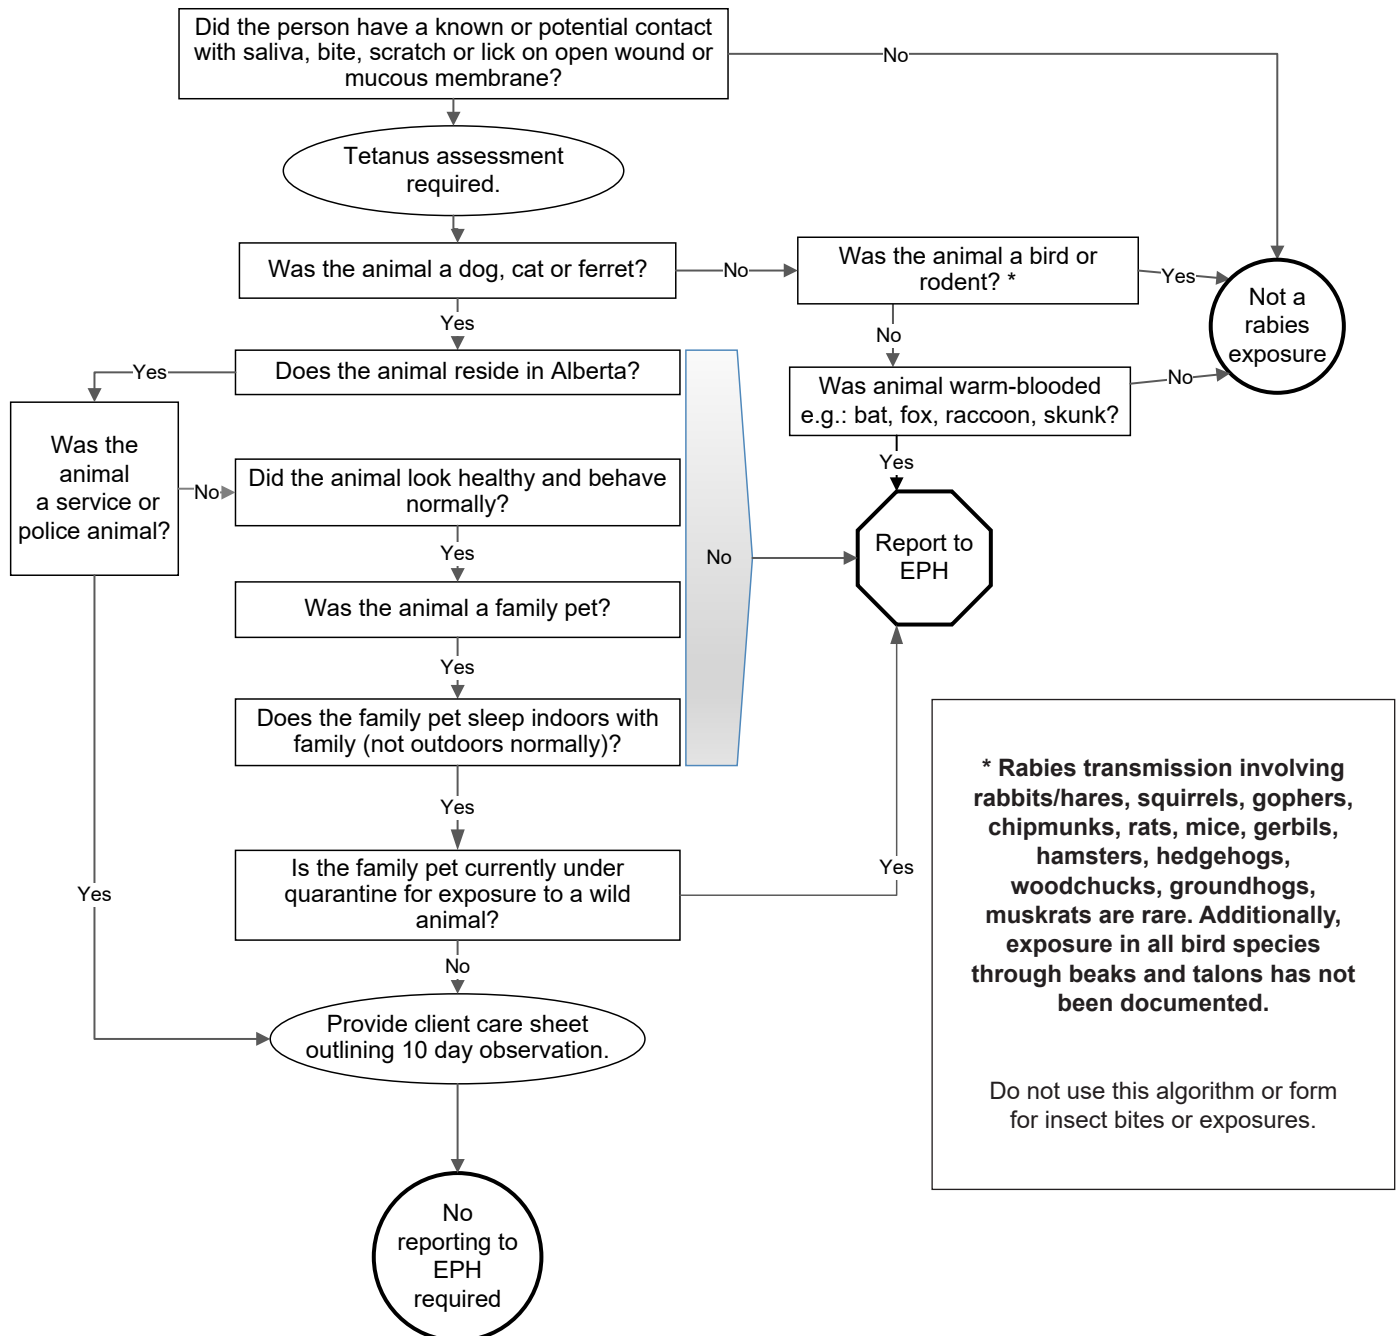 Did the person have a known or potential contact
with saliva, bite, scratch or lick on open wound or
mucous membrane?
No
Tetanus assessment
required.
Was the animal a dog, cat or ferret?
No
Was the animal a bird or
rodent? *
Yes
Not a
rabies
exposure
Yes
No
Does the animal reside in Alberta?
Yes
Was animal warm-blooded
e.g.: bat, fox, raccoon, skunk?
No
Yes
Was the
animal
a service or
police animal?
No
Did the animal look healthy and behave
normally?
Yes
No
Report to
EPH
Was the animal a family pet?
Yes
Does the family pet sleep indoors with
family (not outdoors normally)?
Yes
Is the family pet currently under
quarantine for exposure to a wild
animal?
Yes
Yes
No
Provide client care sheet
outlining 10 day observation.
No
reporting to
EPH
required
* Rabies transmission involving
rabbits/hares, squirrels, gophers,
chipmunks, rats, mice, gerbils,
hamsters, hedgehogs,
woodchucks, groundhogs,
muskrats are rare. Additionally,
exposure in all bird species
through beaks and talons has not
been documented.
Do not use this algorithm or form
for insect bites or exposures.